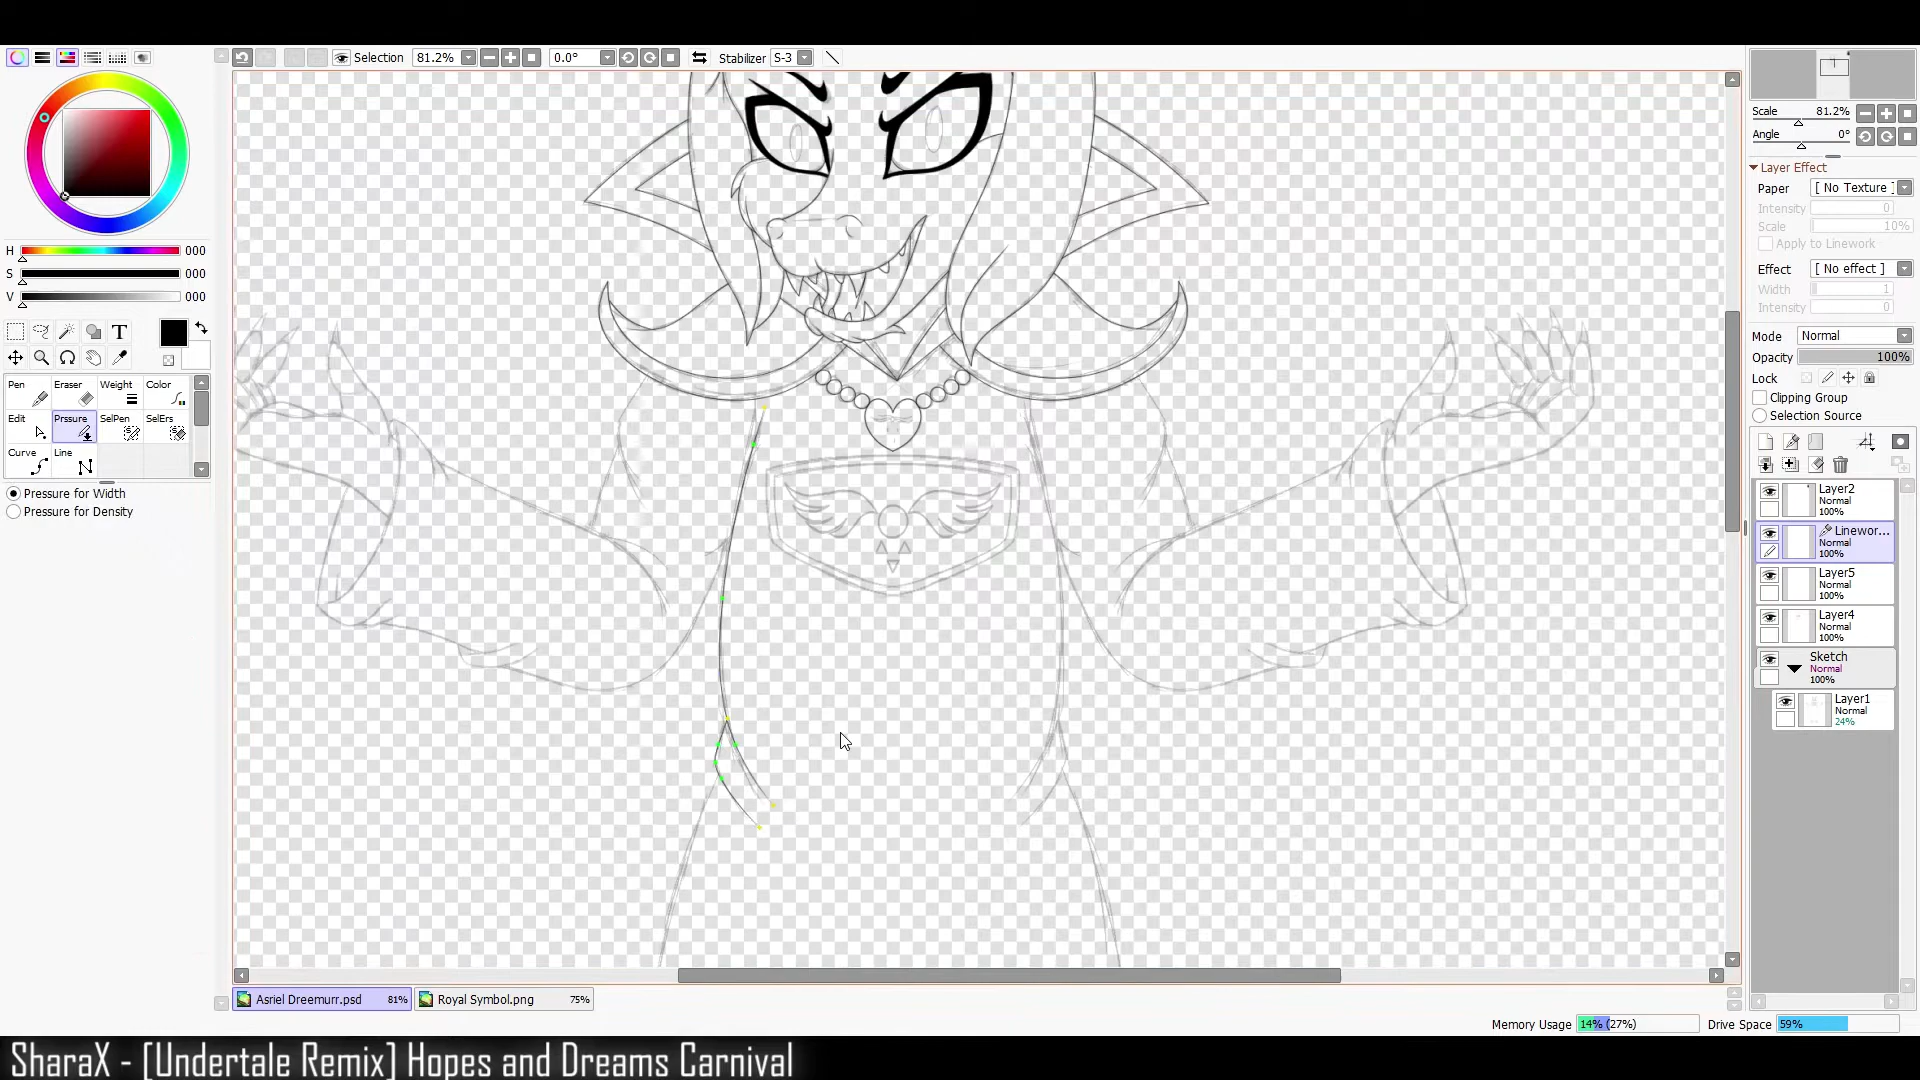 Selection 81.2% 0.0° Stabilizer S-3
Scale 81.2%
Angle 0°
Layer Effect
Paper [ No Texture ]
Intensity 0
Scale 10%
Apply to Linework
Effect [ No effect ]
Width 1
Intensity 0
Mode Normal
Opacity 100%
Lock
Clipping Group
Selection Source
H 000
S 000
V 000
T
Pen Eraser Weight Color
Edit Prssure SelPen SelErs
Curve Line
Pressure for Width
Pressure for Density
Layer2
Normal
100%
Linewor...
Normal
100%
Layer5
Normal
100%
Layer4
Normal
100%
Sketch
Normal
100%
Layer1
Normal
24%
Asriel Dreemurr.psd 81% Royal Symbol.png 75%
Memory Usage 14% (27%) Drive Space 59%
SharaX - [Undertale Remix] Hopes and Dreams Carnival